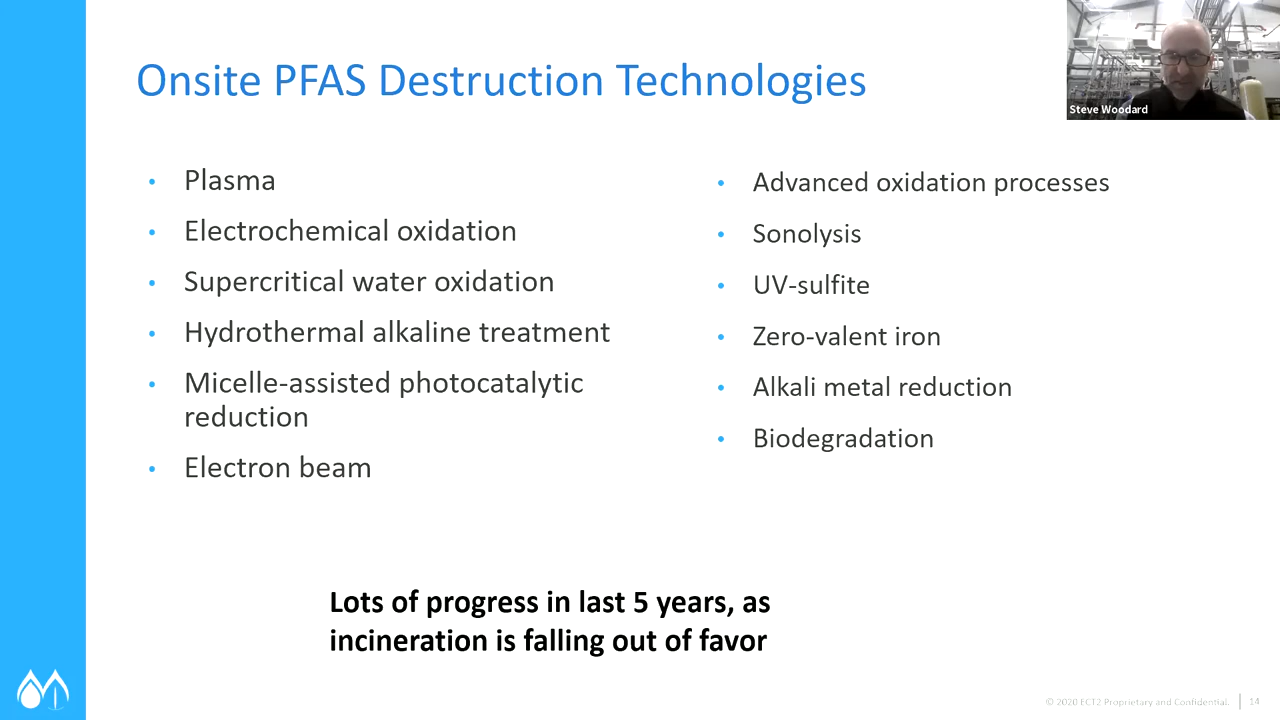 Onsite PFAS Destruction Technologies
Steve Woodard
• Plasma
• Electrochemical oxidation
• Supercritical water oxidation
• Hydrothermal alkaline treatment
• Micelle-assisted photocatalytic
reduction
• Electron beam
• Advanced oxidation processes
• Sonolysis
• UV-sulfite
• Zero-valent iron
• Alkali metal reduction
• Biodegradation
Lots of progress in last 5 years, as
incineration is falling out of favor
© 2020 ECT2 Proprietary and Confidential. | 14